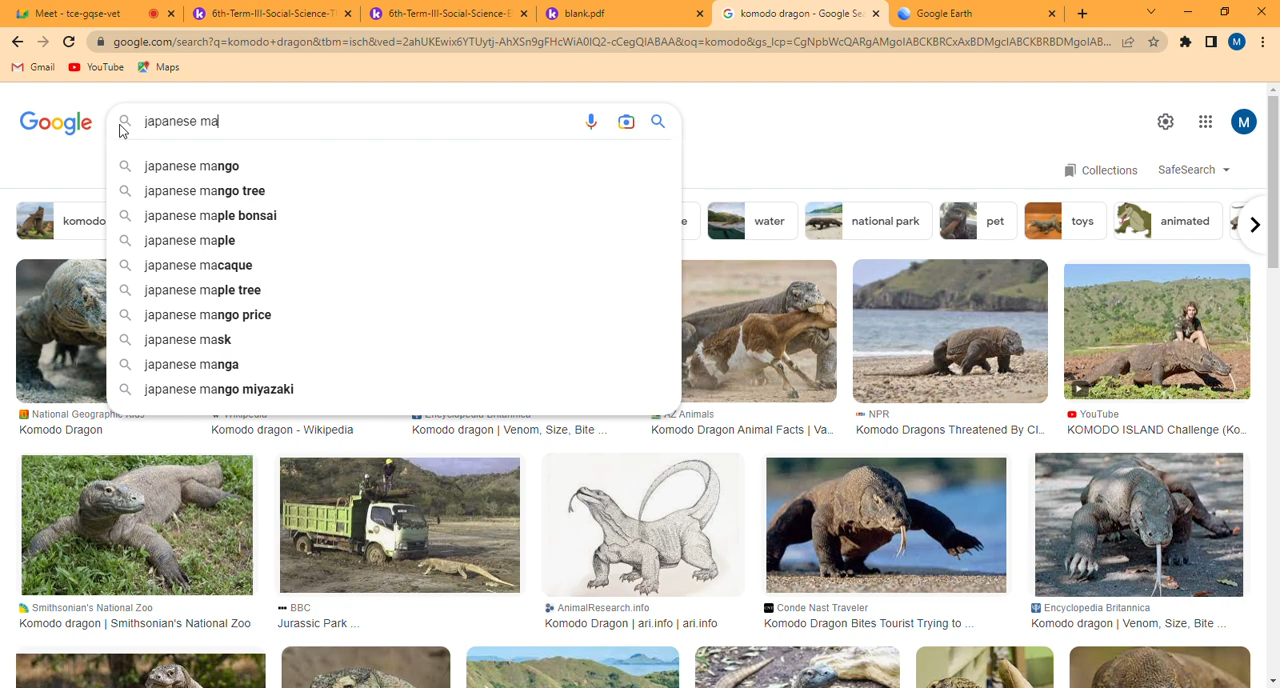 Meet - tce-gqse-vet
6th-Term-III-Social-Science-T
6th-Term-III-Social-Science-E
blank.pdf
komodo dragon - Google Sea
Google Earth
google.com/search?q=komodo+dragon&tbm=isch&ved=2ahUKEwix6YTUytj-AhXSn9gFHcWiA0IQ2-cCegQIABAA&oq=komodo&gs_lcp=CgNpbWcQARgAMgoIABCKBRCxAxBDMgcIABCKBRBDMgoIAB...
M
Gmail
YouTube
Maps
Google
japanese ma
M
Collections
SafeSearch
japanese mango
japanese mango tree
japanese maple bonsai
japanese maple
japanese macaque
japanese maple tree
japanese mango price
japanese mask
japanese manga
japanese mango miyazaki
komodo
e
water
national park
pet
toys
animated
National Geographic Kids
Wikipedia
Encyclopedia Britannica
AZ Animals
NPR
YouTube
Komodo Dragon
Komodo dragon - Wikipedia
Komodo dragon | Venom, Size, Bite ...
Komodo Dragon Animal Facts | Va...
Komodo Dragons Threatened By Cl...
KOMODO ISLAND Challenge (Ko...
Smithsonian's National Zoo
BBC
AnimalResearch.info
Conde Nast Traveler
Encyclopedia Britannica
Komodo dragon | Smithsonian's National Zoo
Jurassic Park ...
Komodo Dragon | ari.info | ari.info
Komodo Dragon Bites Tourist Trying to ...
Komodo dragon | Venom, Size, Bite ...